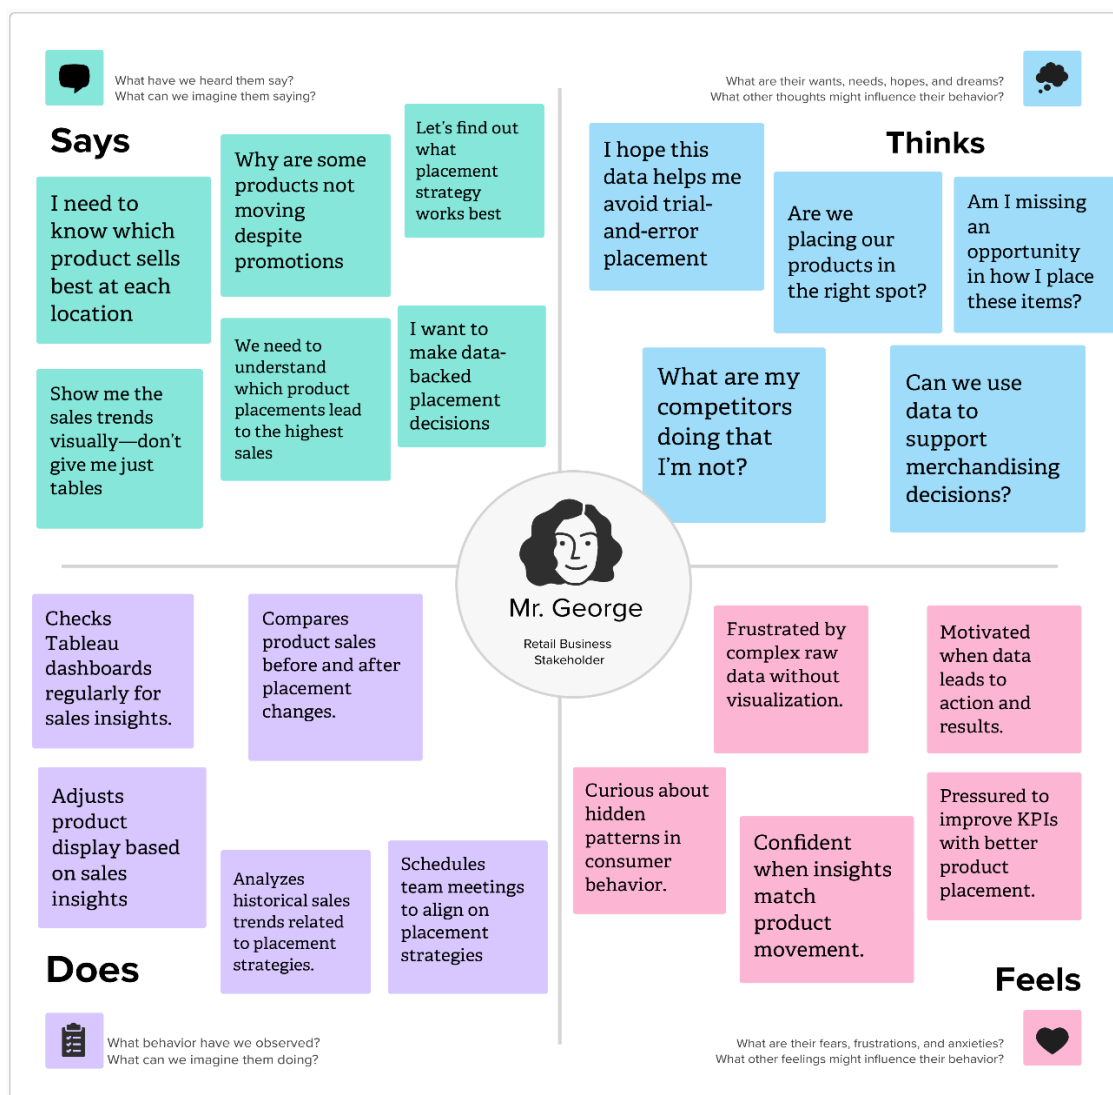 What have we heard them say?
What can we imagine them saying?
Says
I need to
know which
product sells
best at each
location
Why are some
products not
moving
despite
promotions
Let's find out
what
placement
strategy
works best
Show me the
sales trends
visually—don't
give me just
tables
We need to
understand
which product
placements lead
to the highest
sales
I want to
make data-
backed
placement
decisions
What are their wants, needs, hopes, and dreams?
What other thoughts might influence their behavior?
Thinks
I hope this
data helps me
avoid trial-
and-error
placement
Are we
placing our
products in
the right spot?
Am I missing
an
opportunity
in how I place
these items?
What are my
competitors
doing that
I'm not?
Can we use
data to
support
merchandising
decisions?
Mr. George
Retail Business
Stakeholder
Checks
Tableau
dashboards
regularly for
sales insights.
Compares
product sales
before and after
placement
changes.
Adjusts
product
display based
on sales
insights
Analyzes
historical sales
trends related
to placement
strategies.
Schedules
team meetings
to align on
placement
strategies
Does
What behavior have we observed?
What can we imagine them doing?
Frustrated by
complex raw
data without
visualization.
Motivated
when data
leads to
action and
results.
Curious about
hidden
patterns in
consumer
behavior.
Confident
when insights
match
product
movement.
Pressured to
improve KPIs
with better
product
placement.
Feels
What are their fears, frustrations, and anxieties?
What other feelings might influence their behavior?